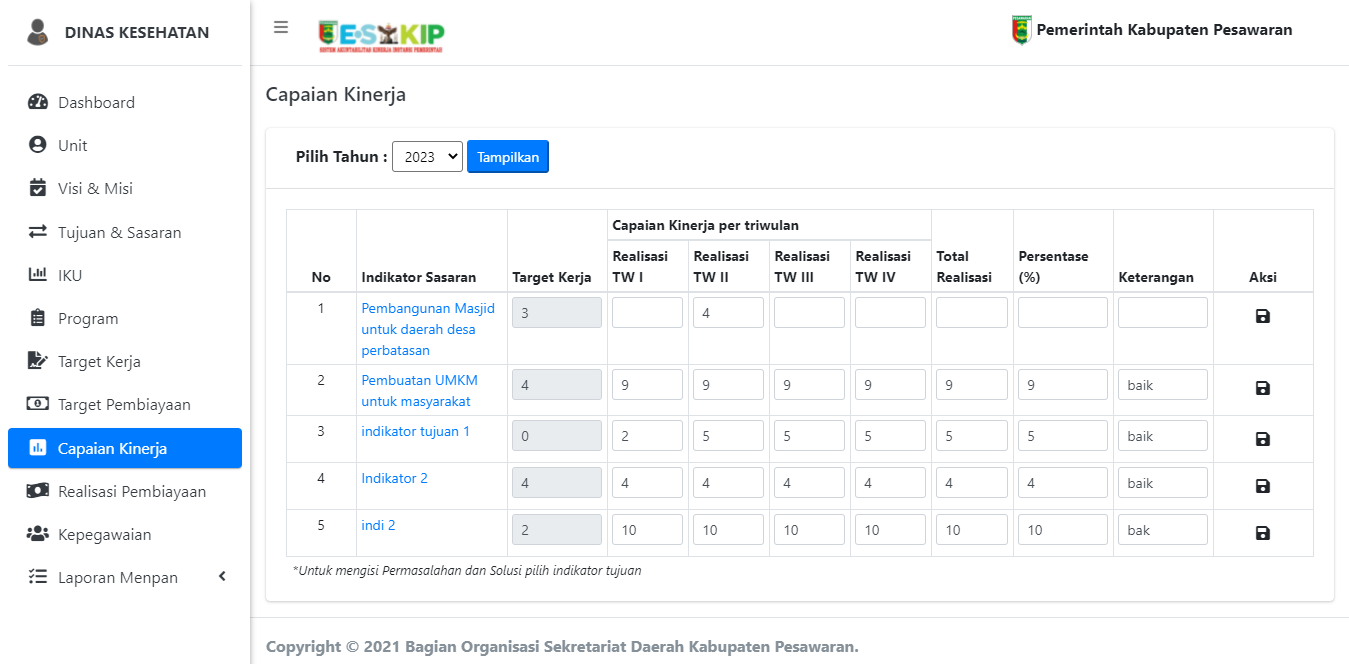 DINAS KESEHATAN
E-SAKIP
SISTEM AKUNTABILITAS KINERJA INSTANSI PEMERINTAH
Pemerintah Kabupaten Pesawaran
Dashboard
Unit
Visi & Misi
Tujuan & Sasaran
IKU
Program
Target Kerja
Target Pembiayaan
Capaian Kinerja
Realisasi Pembiayaan
Kepegawaian
Laporan Menpan
Capaian Kinerja
Pilih Tahun : 2023 Tampilkan
Capaian Kinerja per triwulan
No Indikator Sasaran Target Kerja Realisasi TW I Realisasi TW II Realisasi TW III Realisasi TW IV Total Realisasi Persentase (%) Keterangan Aksi
1 Pembangunan Masjid 3 4
untuk daerah desa
perbatasan
2 Pembuatan UMKM 4 9 9 9 9 9 9 baik
untuk masyarakat
3 indikator tujuan 1 0 2 5 5 5 5 5 baik
4 Indikator 2 4 4 4 4 4 4 4 baik
5 indi 2 2 10 10 10 10 10 10 bak
*Untuk mengisi Permasalahan dan Solusi pilih indikator tujuan
Copyright © 2021 Bagian Organisasi Sekretariat Daerah Kabupaten Pesawaran.